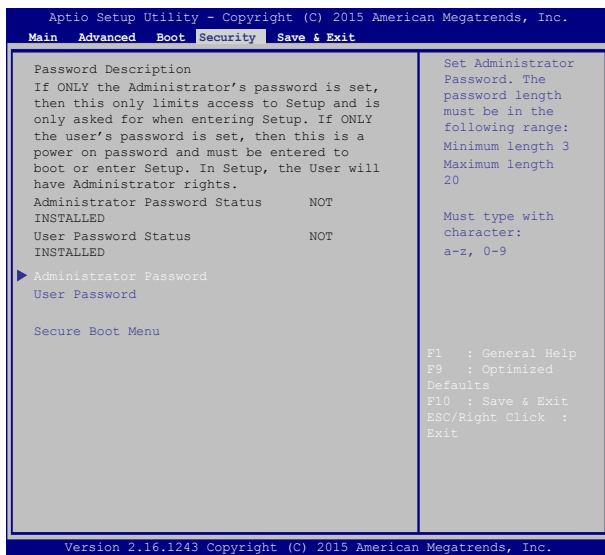 Aptio Setup Utility - Copyright (C) 2015 American Megatrends, Inc.
Main Advanced Boot Security Save & Exit
Password Description
If ONLY the Administrator's password is set,
then this only limits access to Setup and is
only asked for when entering Setup. If ONLY
the user's password is set, then this is a
power on password and must be entered to
boot or enter Setup. In Setup, the User will
have Administrator rights.
Administrator Password Status NOT
INSTALLED
User Password Status NOT
INSTALLED
Administrator Password
User Password
Secure Boot Menu
Set Administrator
Password. The
password length
must be in the
following range:
Minimum length 3
Maximum length
20
Must type with
character:
a-z, 0-9
F1 : General Help
F9 : Optimized
Defaults
F10 : Save & Exit
ESC/Right Click :
Exit
Version 2.16.1243 Copyright (C) 2015 American Megatrends, Inc.